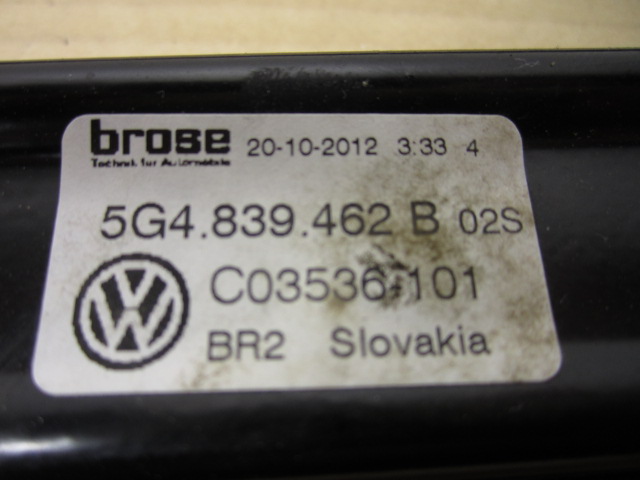 brose 20-10-2012 3:33 4
Technik für Automobile
5G4.839.462 B 02S
C03536-101
BR2 Slovakia